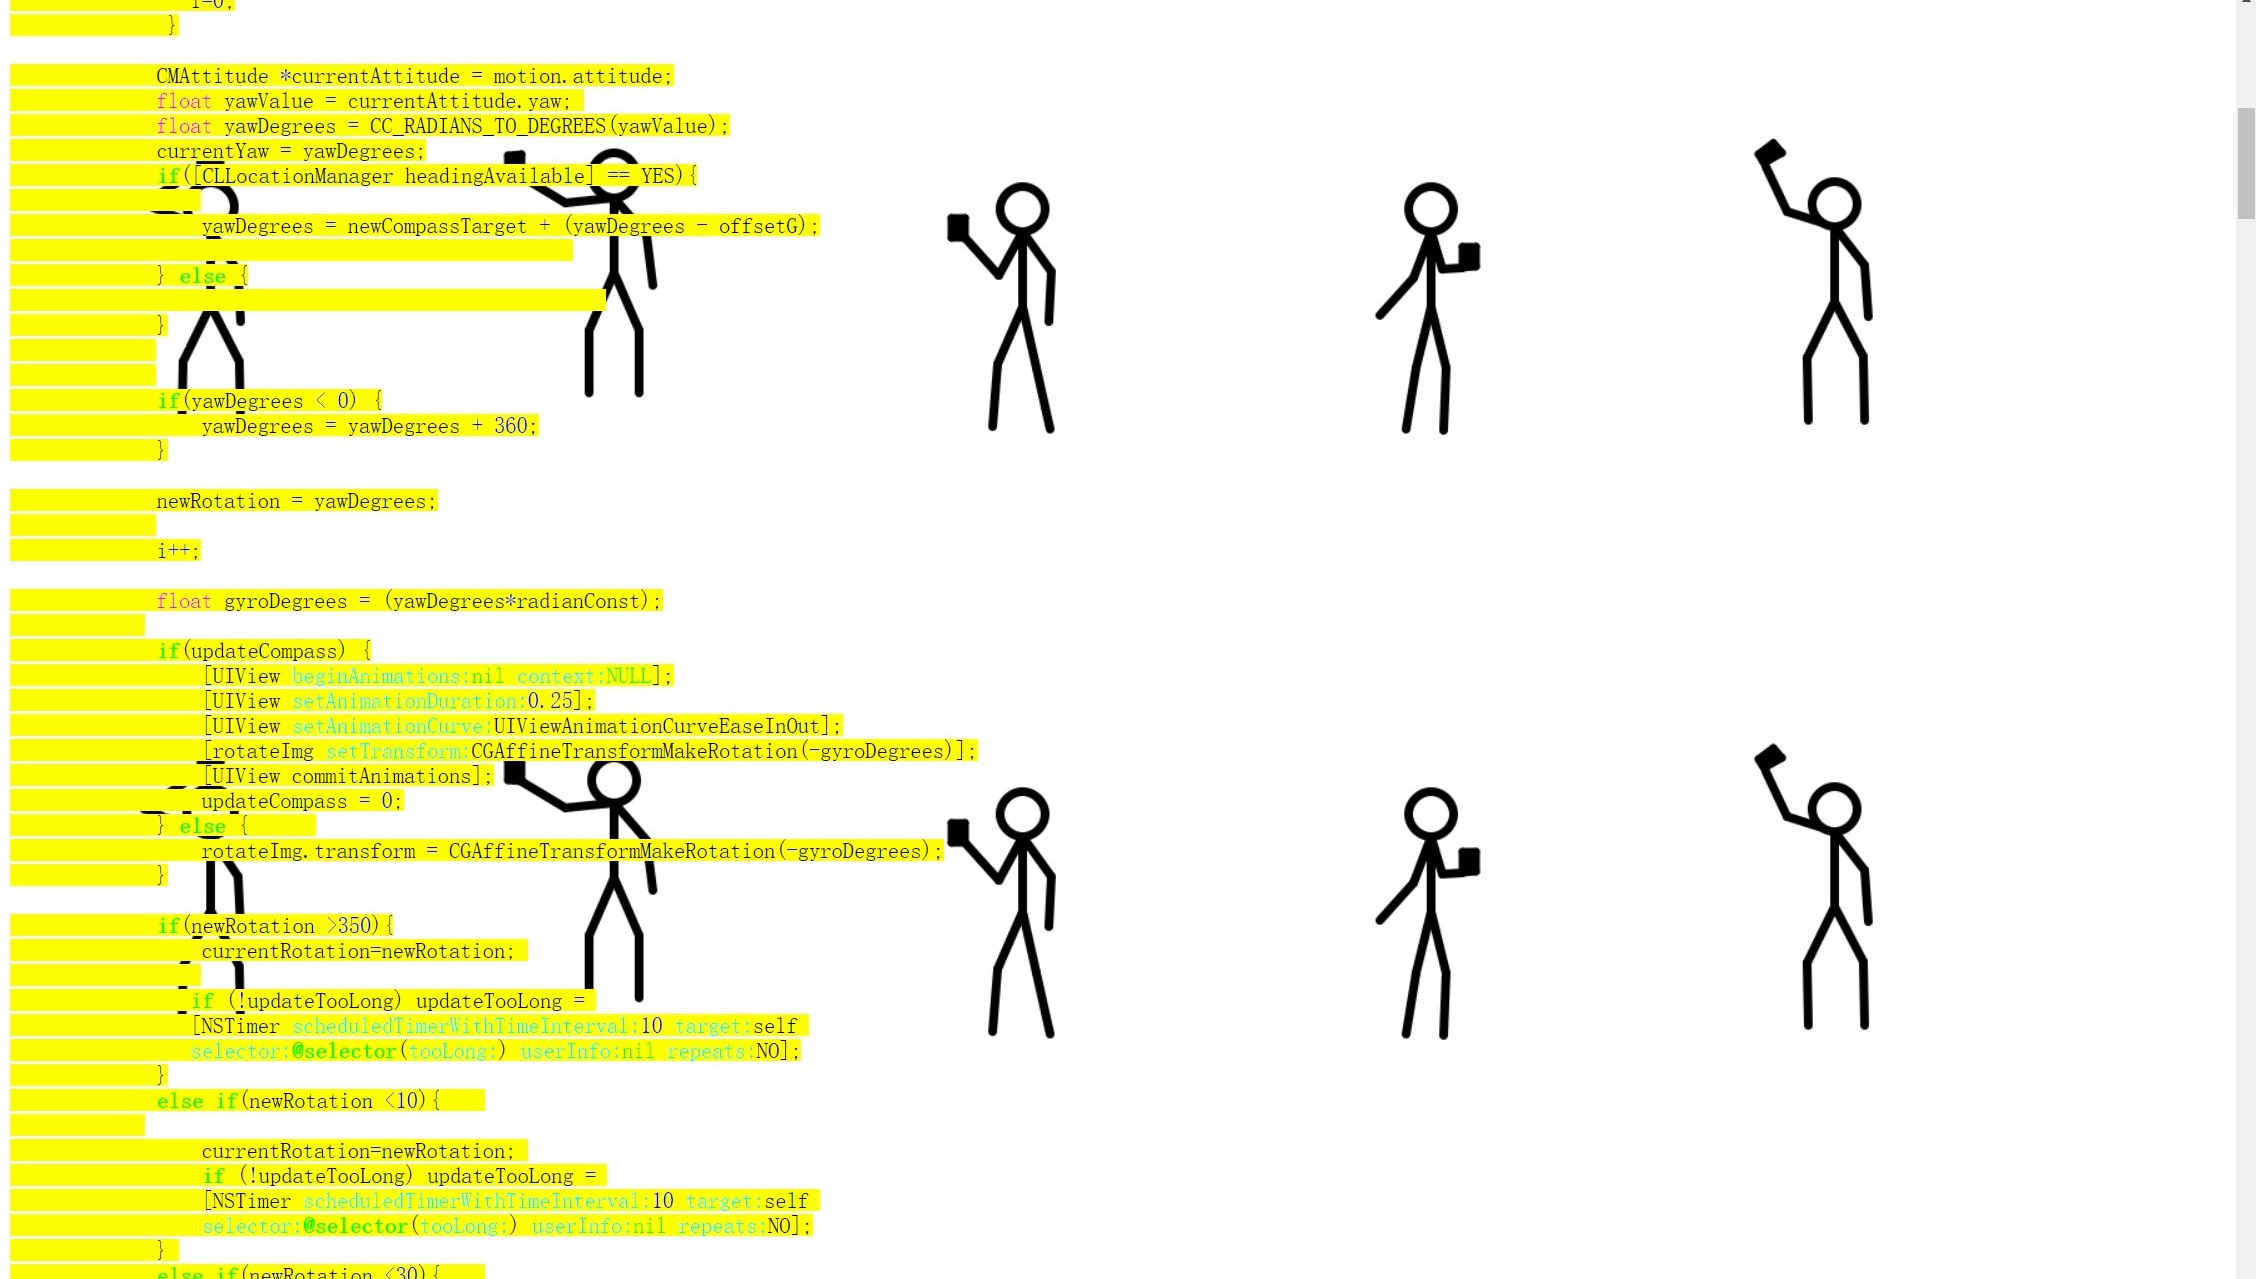 i=0;
}
CMAttitude *currentAttitude = motion.attitude;
float yawValue = currentAttitude.yaw;
float yawDegrees = CC_RADIANS_TO_DEGREES(yawValue);
currentYaw = yawDegrees;
if([CLLocationManager headingAvailable] == YES){
yawDegrees = newCompassTarget + (yawDegrees - offsetG);
} else {
}
if(yawDegrees < 0) {
yawDegrees = yawDegrees + 360;
}
newRotation = yawDegrees;
i++;
float gyroDegrees = (yawDegrees*radianConst);
if(updateCompass) {
[UIView beginAnimations:nil context:NULL];
[UIView setAnimationDuration:0.25];
[UIView setAnimationCurve:UIViewAnimationCurveEaseInOut];
[rotateImg setTransform:CGAffineTransformMakeRotation(-gyroDegrees)];
[UIView commitAnimations];
updateCompass = 0;
} else {
rotateImg.transform = CGAffineTransformMakeRotation(-gyroDegrees);
}
if(newRotation >350){
currentRotation=newRotation;
if (!updateTooLong) updateTooLong =
[NSTimer scheduledTimerWithTimeInterval:10 target:self
selector:@selector(tooLong:) userInfo:nil repeats:NO];
}
else if(newRotation <10){
currentRotation=newRotation;
if (!updateTooLong) updateTooLong =
[NSTimer scheduledTimerWithTimeInterval:10 target:self
selector:@selector(tooLong:) userInfo:nil repeats:NO];
}
else if(newRotation <30){